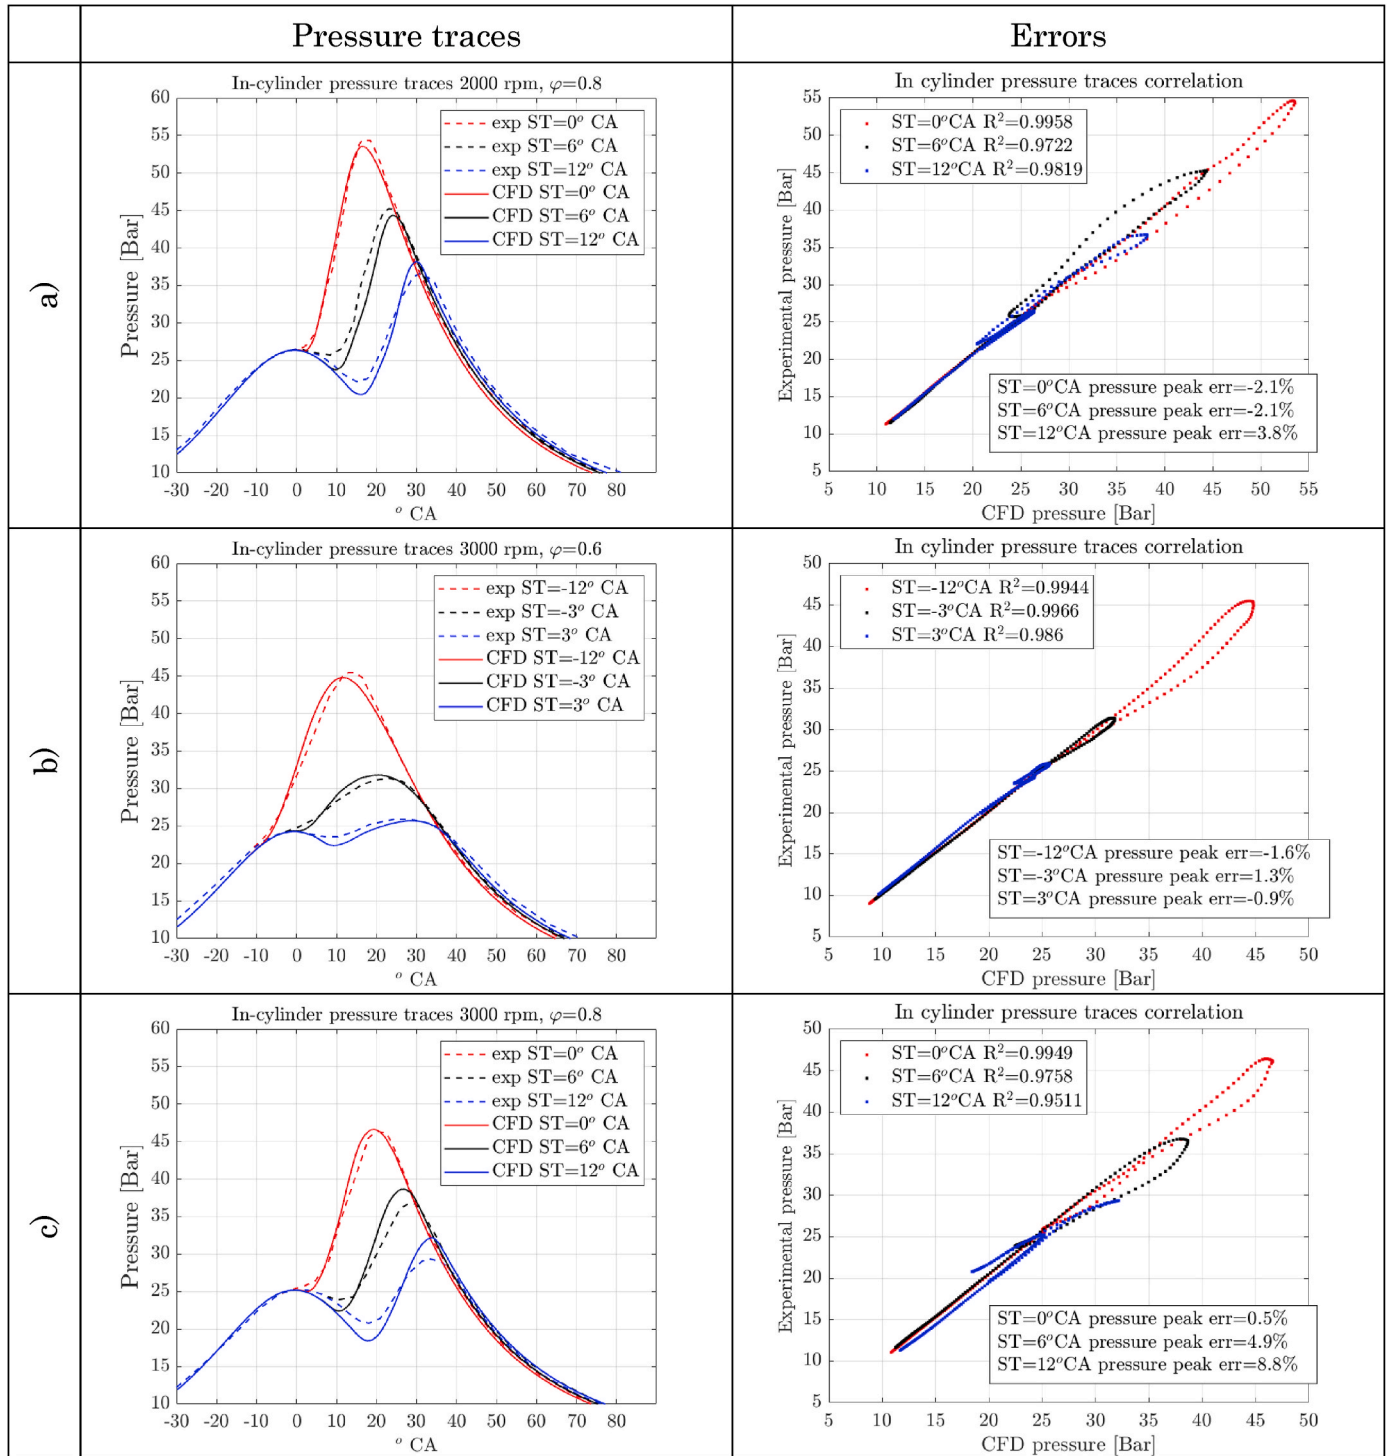 Pressure traces
Errors
a)
In-cylinder pressure traces 2000 rpm, φ=0.8
60
55
50
45
40
35
30
25
20
15
10
Pressure [Bar]
exp ST=0° CA
exp ST=6° CA
exp ST=12° CA
CFD ST=0° CA
CFD ST=6° CA
CFD ST=12° CA
-30 -20 -10 0 10 20 30 40 50 60 70 80
° CA
In cylinder pressure traces correlation
55
50
45
40
35
30
25
20
15
10
5
Experimental pressure [Bar]
ST=0°CA R²=0.9958
ST=6°CA R²=0.9722
ST=12°CA R²=0.9819
ST=0°CA pressure peak err=-2.1%
ST=6°CA pressure peak err=-2.1%
ST=12°CA pressure peak err=3.8%
5 10 15 20 25 30 35 40 45 50 55
CFD pressure [Bar]
b)
In-cylinder pressure traces 3000 rpm, φ=0.6
60
55
50
45
40
35
30
25
20
15
10
Pressure [Bar]
exp ST=-12° CA
exp ST=-3° CA
exp ST=3° CA
CFD ST=-12° CA
CFD ST=-3° CA
CFD ST=3° CA
-30 -20 -10 0 10 20 30 40 50 60 70 80
° CA
In cylinder pressure traces correlation
50
45
40
35
30
25
20
15
10
5
Experimental pressure [Bar]
ST=-12°CA R²=0.9944
ST=-3°CA R²=0.9966
ST=3°CA R²=0.986
ST=-12°CA pressure peak err=-1.6%
ST=-3°CA pressure peak err=1.3%
ST=3°CA pressure peak err=-0.9%
5 10 15 20 25 30 35 40 45 50
CFD pressure [Bar]
c)
In-cylinder pressure traces 3000 rpm, φ=0.8
60
55
50
45
40
35
30
25
20
15
10
Pressure [Bar]
exp ST=0° CA
exp ST=6° CA
exp ST=12° CA
CFD ST=0° CA
CFD ST=6° CA
CFD ST=12° CA
-30 -20 -10 0 10 20 30 40 50 60 70 80
° CA
In cylinder pressure traces correlation
50
45
40
35
30
25
20
15
10
5
Experimental pressure [Bar]
ST=0°CA R²=0.9949
ST=6°CA R²=0.9758
ST=12°CA R²=0.9511
ST=0°CA pressure peak err=0.5%
ST=6°CA pressure peak err=4.9%
ST=12°CA pressure peak err=8.8%
5 10 15 20 25 30 35 40 45 50
CFD pressure [Bar]